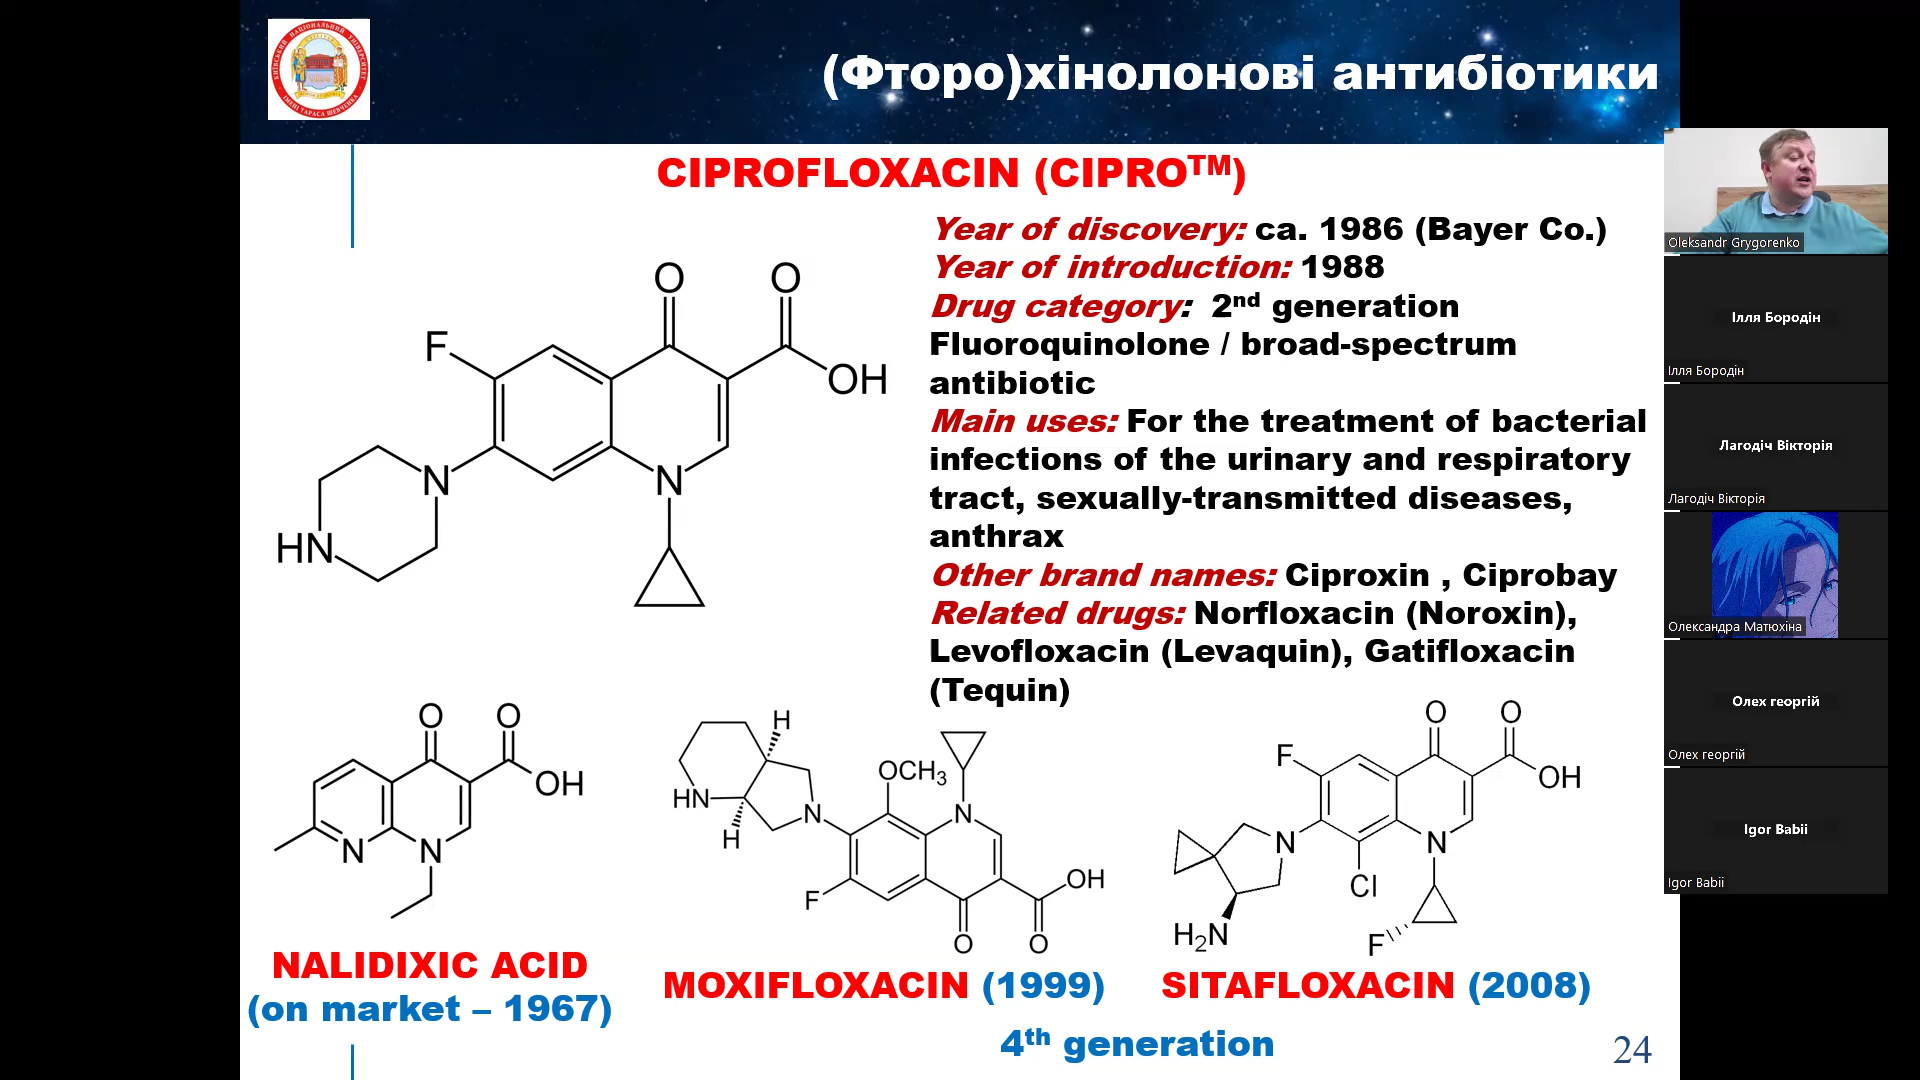 (Фторо)хінолонові антибіотики
CIPROFLOXACIN (CIPRO™)
Year of discovery: ca. 1986 (Bayer Co.)
Year of introduction: 1988
Drug category: 2nd generation
Fluoroquinolone / broad-spectrum
antibiotic
Main uses: For the treatment of bacterial
infections of the urinary and respiratory
tract, sexually-transmitted diseases,
anthrax
Other brand names: Ciproxin , Ciprobay
Related drugs: Norfloxacin (Noroxin),
Levofloxacin (Levaquin), Gatifloxacin
(Tequin)
O O
F
OH
N
N
HN
O O
OH
N N
NALIDIXIC ACID
(on market – 1967)
H
OCH3
HN
N
N
H
F
OH
O O
MOXIFLOXACIN (1999)
O O
F
OH
N
N
Cl
H2N
F
SITAFLOXACIN (2008)
4th generation
24
Oleksandr Grygorenko
Ілля Бородін
Ілля Бородін
Лагодіч Вікторія
Лагодіч Вікторія
Олександра Матюхіна
Олех георгій
Олех георгій
Igor Babii
Igor Babii